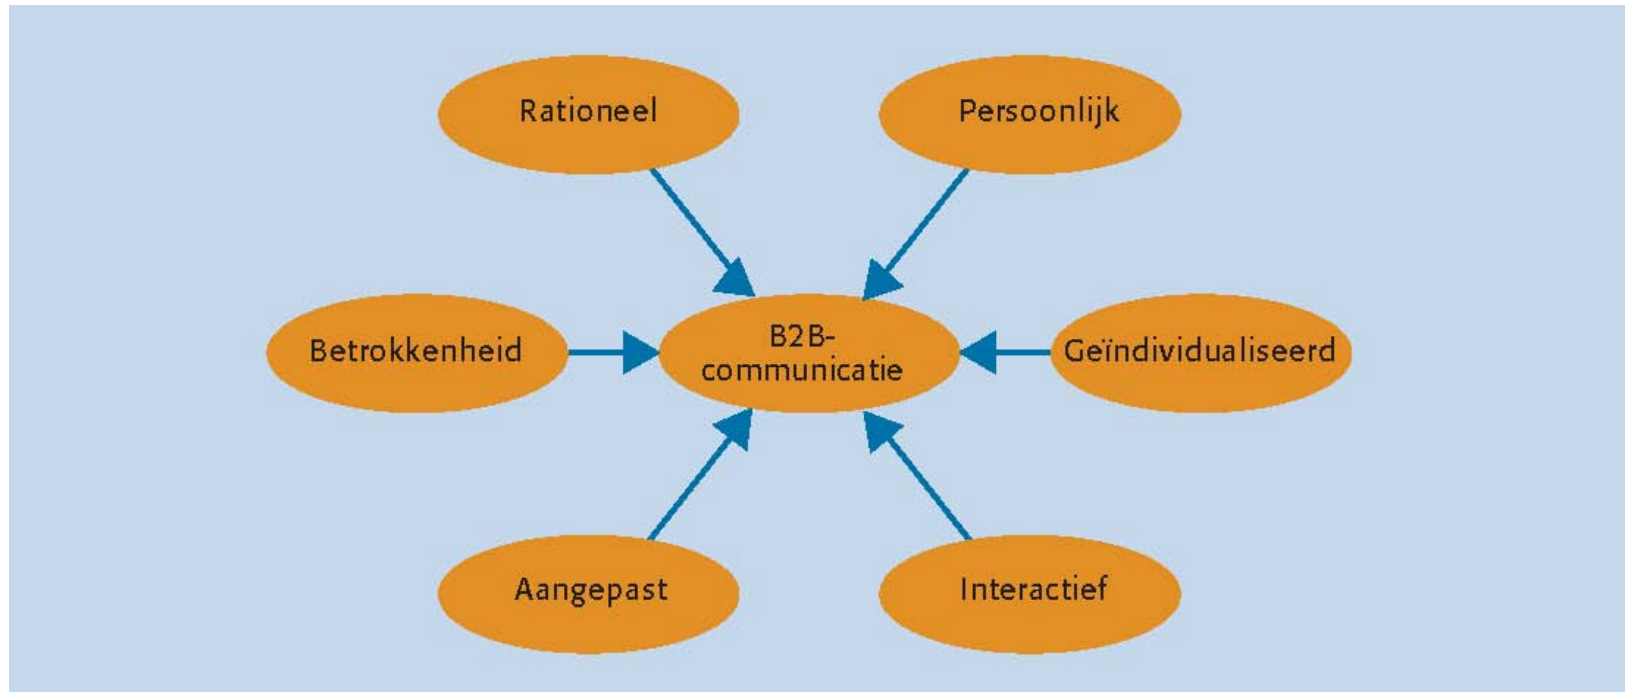 Rationeel
Persoonlijk
Betrokkenheid
B2B-
communicatie
Geïndividualiseerd
Aangepast
Interactief